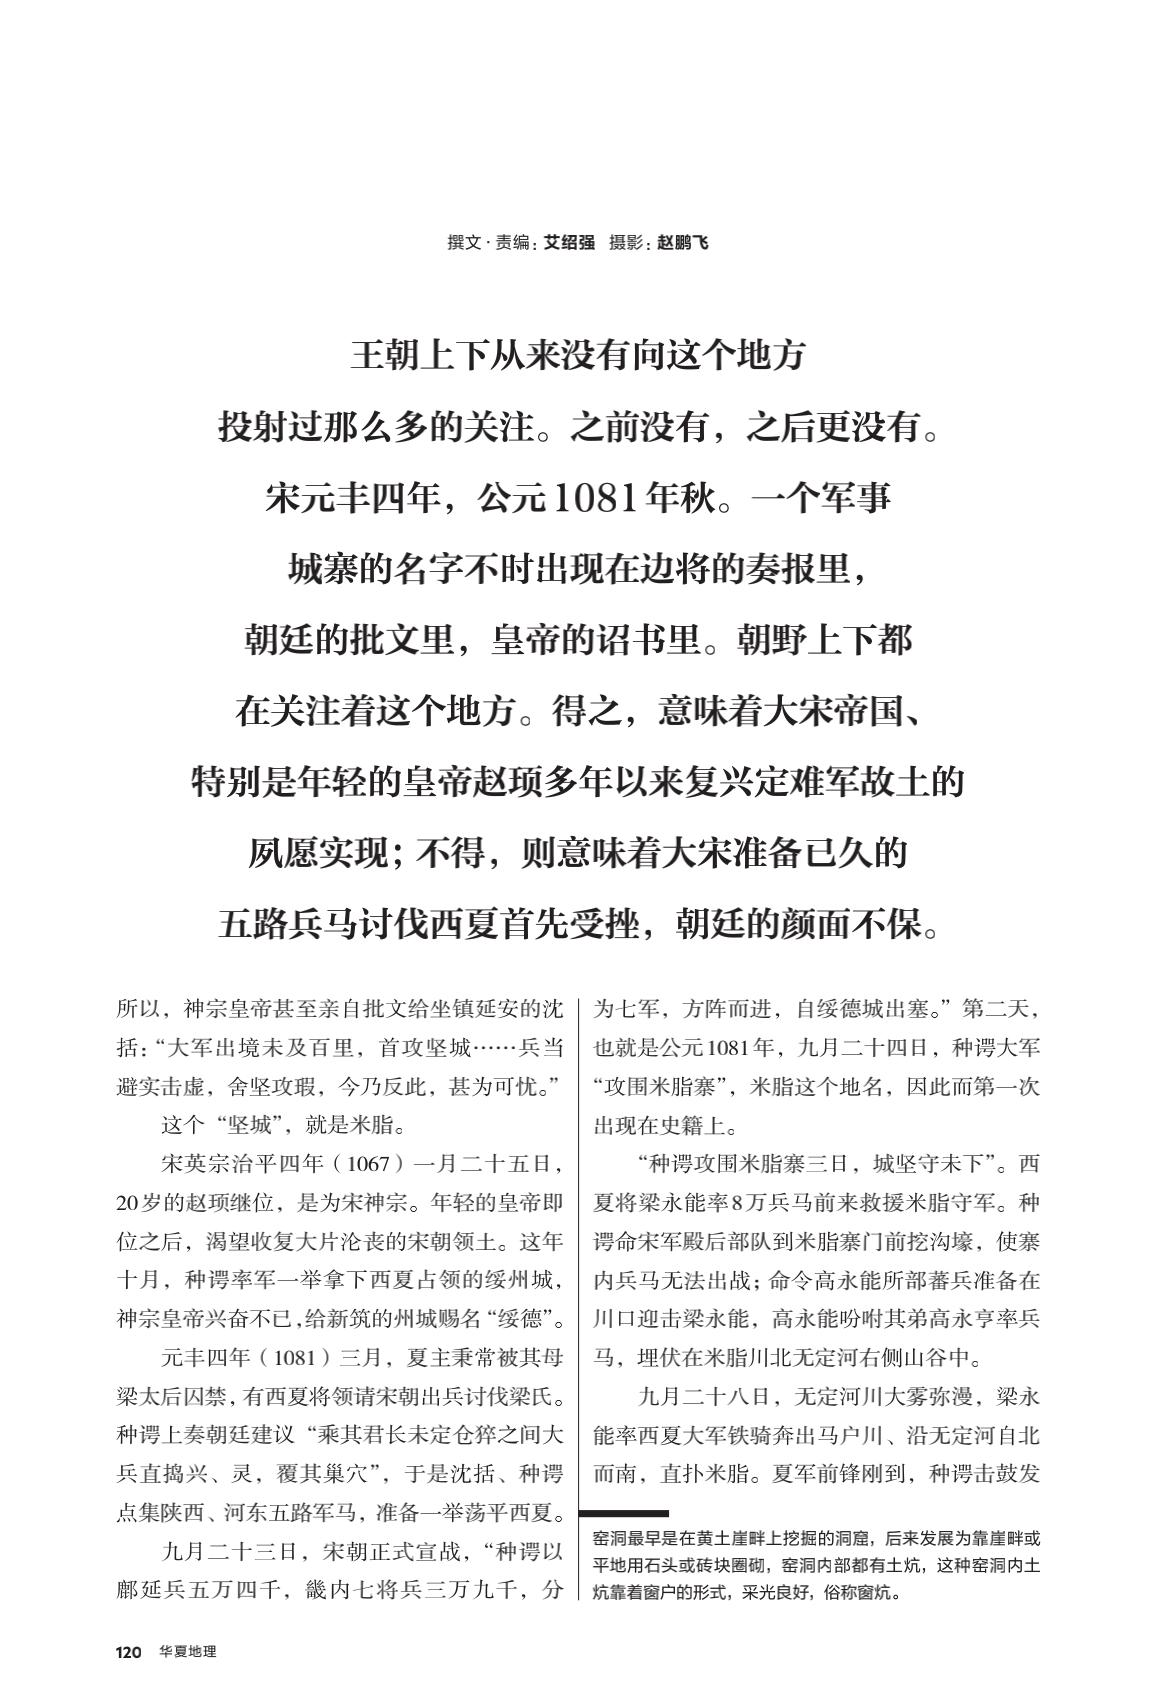 撰文·责编：艾绍强 摄影：赵鹏飞
王朝上下从来没有向这个地方
投射过那么多的关注。之前没有，之后更没有。
宋元丰四年，公元1081年秋。一个军事
城寨的名字不时出现在边将的奏报里，
朝廷的批文里，皇帝的诏书里。朝野上下都
在关注着这个地方。得之，意味着大宋帝国、
特别是年轻的皇帝赵顼多年以来复兴定难军故土的
夙愿实现；不得，则意味着大宋准备已久的
五路兵马讨伐西夏首先受挫，朝廷的颜面不保。
所以，神宗皇帝甚至亲自批文给坐镇延安的沈
括：“大军出境未及百里，首攻坚城……兵当
避实击虚，舍坚攻瑕，今乃反此，甚为可忧。”
这个“坚城”，就是米脂。
宋英宗治平四年（1067）一月二十五日，
20岁的赵顼继位，是为宋神宗。年轻的皇帝即
位之后，渴望收复大片沦丧的宋朝领土。这年
十月，种谔率军一举拿下西夏占领的绥州城，
神宗皇帝兴奋不已，给新筑的州城赐名“绥德”。
元丰四年（1081）三月，夏主秉常被其母
梁太后囚禁，有西夏将领请宋朝出兵讨伐梁氏。
种谔上奏朝廷建议“乘其君长未定仓猝之间大
兵直捣兴、灵，覆其巢穴”，于是沈括、种谔
点集陕西、河东五路军马，准备一举荡平西夏。
九月二十三日，宋朝正式宣战，“种谔以
鄜延兵五万四千，畿内七将兵三万九千，分
为七军，方阵而进，自绥德城出塞。”第二天，
也就是公元1081年，九月二十四日，种谔大军
“攻围米脂寨”，米脂这个地名，因此而第一次
出现在史籍上。
“种谔攻围米脂寨三日，城坚守未下”。西
夏将梁永能率8万兵马前来救援米脂守军。种
谔命宋军殿后部队到米脂寨门前挖沟壕，使寨
内兵马无法出战；命令高永能所部蕃兵准备在
川口迎击梁永能，高永能吩咐其弟高永亨率兵
马，埋伏在米脂川北无定河右侧山谷中。
九月二十八日，无定河川大雾弥漫，梁永
能率西夏大军铁骑奔出马户川、沿无定河自北
而南，直扑米脂。夏军前锋刚到，种谔击鼓发
窑洞最早是在黄土崖畔上挖掘的洞窟，后来发展为靠崖畔或
平地用石头或砖块圈砌，窑洞内部都有土炕，这种窑洞内土
炕靠着窗户的形式，采光良好，俗称窗炕。
120 华夏地理